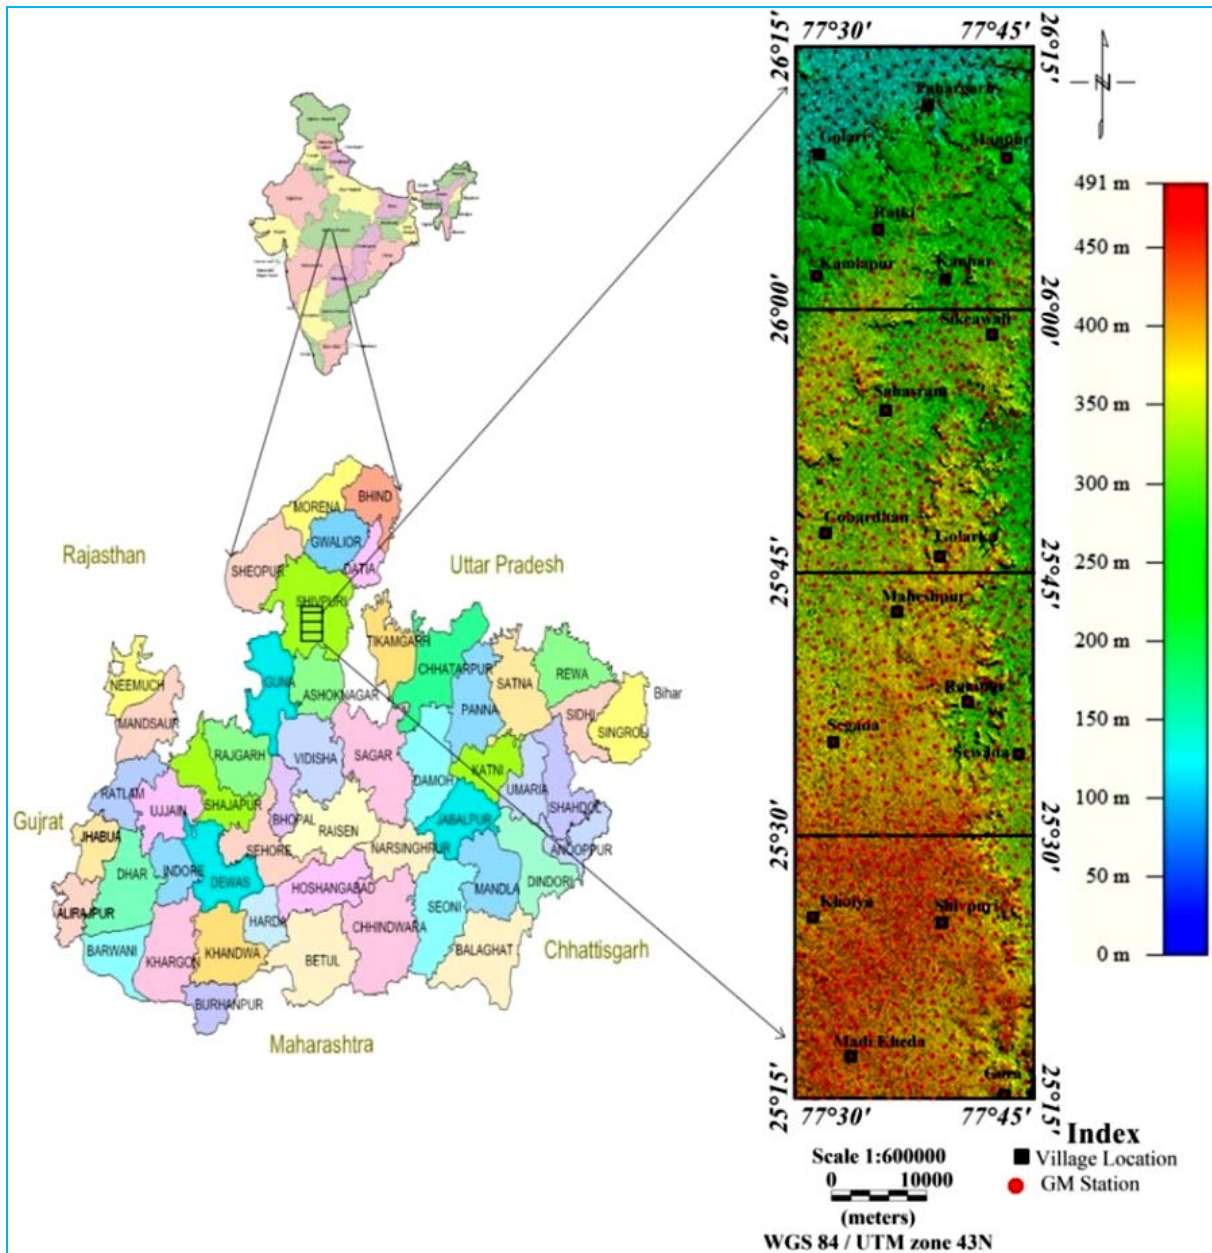 77°30' 77°45'
26°15' 26°15'
Pahargarh
Golari
Manpur
Ratki
Kamlapur
Kanhar
26°00'
Sikrawali
Sahasram
Gobardhan
Golarka
25°45' 25°45'
Maheshpur
Segada
Sewada
25°30' 25°30'
Khoiya
Shivpuri
Madi Kheda
25°15' 25°15'
77°30' 77°45'
N
491 m
450 m
400 m
350 m
300 m
250 m
200 m
150 m
100 m
50 m
0 m
Index
Village Location
GM Station
Scale 1:600000
0 10000
(meters)
WGS 84 / UTM zone 43N
Rajasthan
Uttar Pradesh
Bihar
Gujrat
Chhattisgarh
Maharashtra
MORENA
BHIND
GWALIOR
SHEOPUR
DATIA
SHIVPURI
TIKAMGARH
CHHATARPUR
REWA
SATNA
PANNA
SIDHI
SINGROLI
NEEMUCH
MANDSAUR
GUNA
ASHOKNAGAR
RAJGARH
VIDISHA
SAGAR
DAMOH
KATNI
UMARIA
SHAHDOL
RATLAM
UJJAIN
SHAJAPUR
BHOPAL
RAISEN
JABALPUR
ANOOPPUR
JHABUA
SEHORE
NARSINGHPUR
DHAR
INDORE
DEWAS
HOSHANGABAD
SEONI
MANDLA
DINDORI
ALIRAJPUR
HARDA
CHHINDWARA
BARWANI
KHARGON
KHANDWA
BETUL
BALAGHAT
BURHANPUR